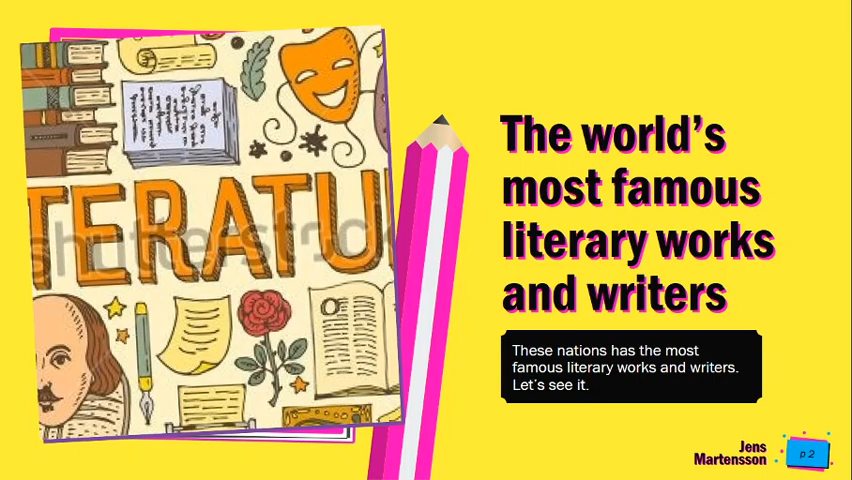 TERATU
shutterstock
The world's
most famous
literary works
and writers
These nations has the most
famous literary works and writers.
Let's see it.
Jens
Martensson
p 2